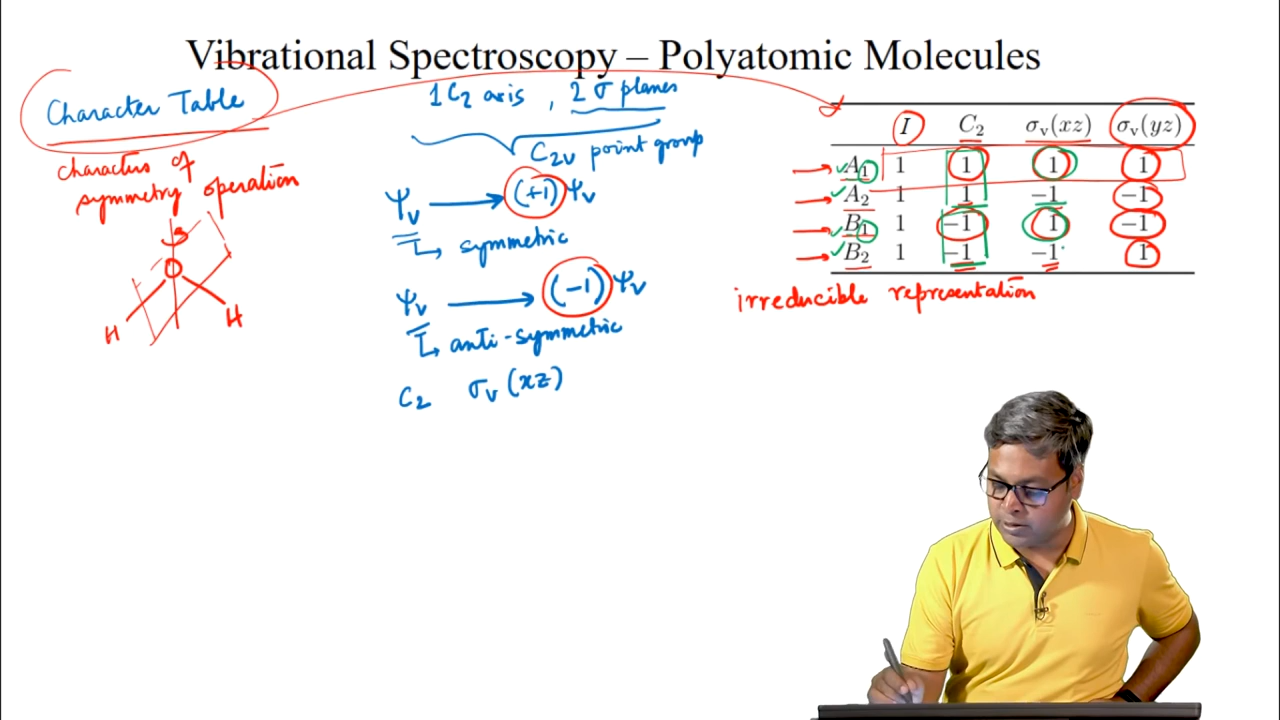 Vibrational Spectroscopy – Polyatomic Molecules
Character Table
characters of
symmetry operation
O
H H
1 C₂ axis , 2 σ planes
C₂ᵥ point group
Ψᵥ → (+1) Ψᵥ
↳ symmetric
Ψᵥ → (−1) Ψᵥ
↳ anti-symmetric
C₂ σᵥ (xz)
I C₂ σᵥ(xz) σᵥ(yz)
A₁ 1 1 1 1
A₂ 1 1 −1 −1
B₁ 1 −1 1 −1
B₂ 1 −1 −1 1
irreducible representation